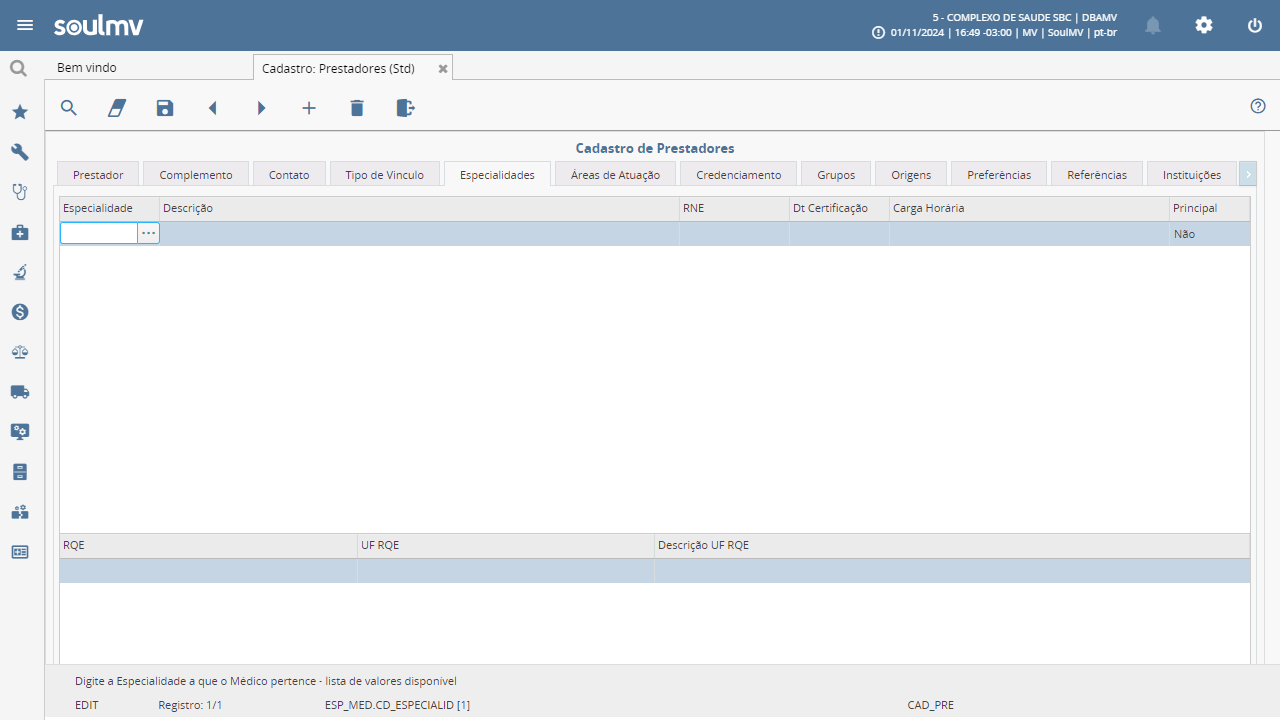 soulmv
5 - COMPLEXO DE SAUDE SBC | DBAMV
01/11/2024 | 16:49 -03:00 | MV | SoulMV | pt-br
Bem vindo
Cadastro: Prestadores (Std)
Cadastro de Prestadores
Prestador Complemento Contato Tipo de Vinculo Especialidades Áreas de Atuação Credenciamento Grupos Origens Preferências Referências Instituições
Especialidade Descrição RNE Dt Certificação Carga Horária Principal
Não
RQE UF RQE Descrição UF RQE
Digite a Especialidade a que o Médico pertence - lista de valores disponível
EDIT Registro: 1/1 ESP_MED.CD_ESPECIALID [1] CAD_PRE